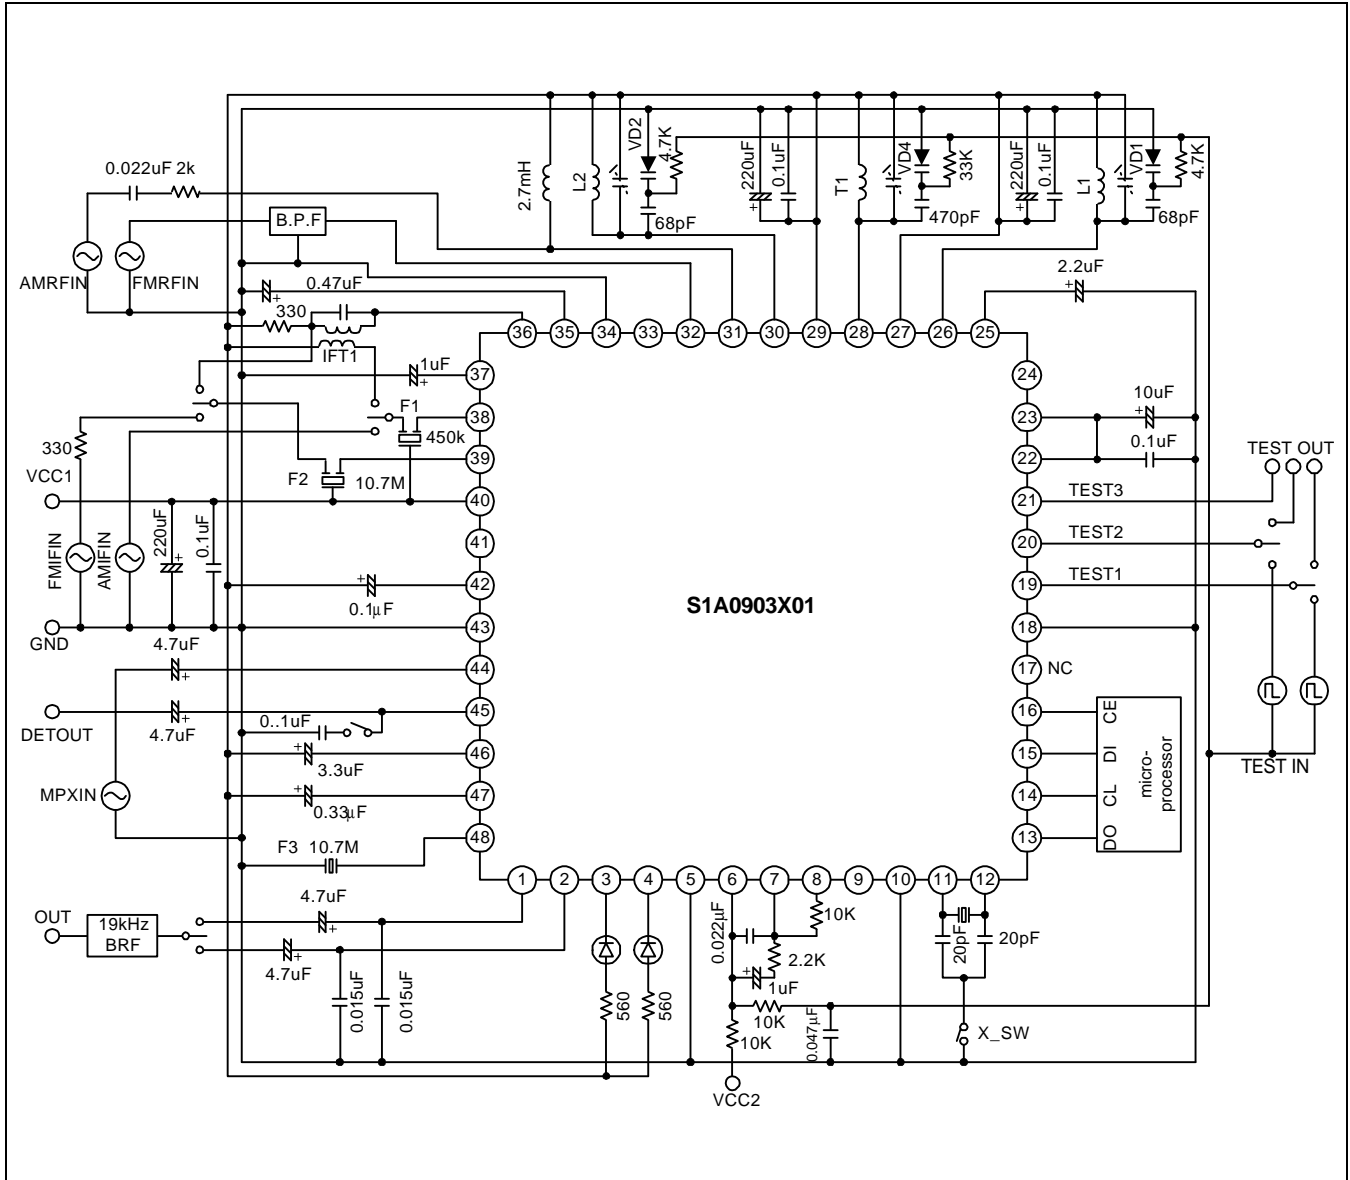 VD2
4.7K
2.7mH
L2
68pF
220uF
0.1uF
T1
VD4
33K
470pF
220uF
0.1uF
L1
VD1
4.7K
68pF
0.022uF 2k
B.P.F
AMRFIN
FMRFIN
0.47uF
330
IFT1
2.2uF
36 35 34 33 32 31 30 29 28 27 26 25
1uF
37
24
F1
38
450k
10uF
23
330
F2
10.7M
39
0.1uF
22
TEST OUT
VCC1
40
TEST3
21
220uF
0.1uF
FMIFIN
AMIFIN
41
TEST2
20
0.1µF
42
TEST1
19
S1A0903X01
GND
43
18
4.7uF
44
17
NC
DETOUT
4.7uF
0..1uF
45
16
CE
3.3uF
46
15
DI
micro-
processor
TEST IN
MPXIN
0.33µF
47
14
CL
F3 10.7M
48
13
DO
1 2 3 4 5 6 7 8 9 10 11 12
OUT
19kHz
BRF
4.7uF
4.7uF
0.015uF
0.015uF
560
560
0.022µF
10K
2.2K
1uF
10K
10K
0.047µF
20pF
20pF
X_SW
VCC2